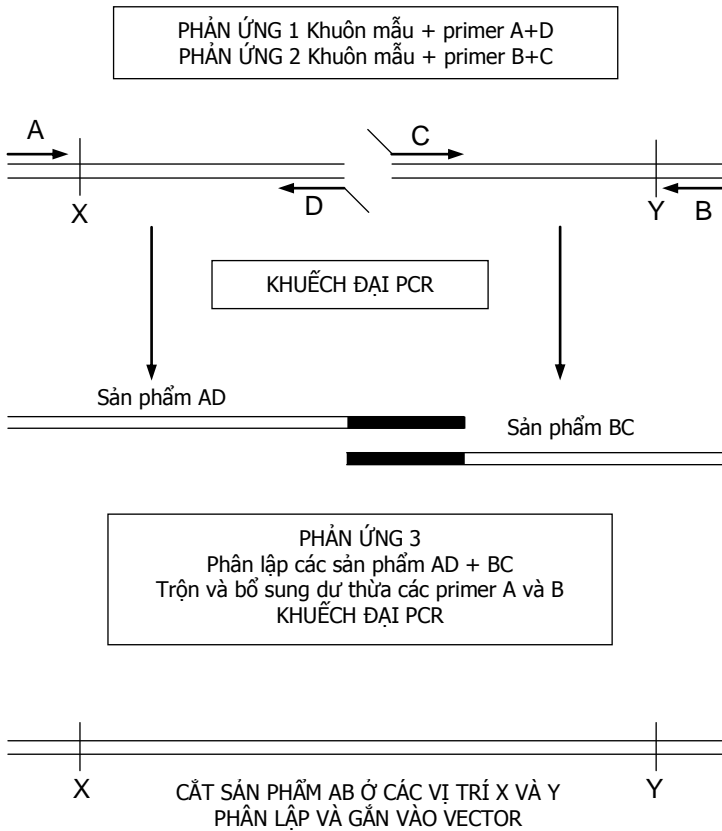 PHẢN ỨNG 1 Khuôn mẫu + primer A+D
PHẢN ỨNG 2 Khuôn mẫu + primer B+C
A
C
D
B
X
Y
KHUẾCH ĐẠI PCR
Sản phẩm AD
Sản phẩm BC
PHẢN ỨNG 3
Phân lập các sản phẩm AD + BC
Trộn và bổ sung dư thừa các primer A và B
KHUẾCH ĐẠI PCR
X
Y
CẮT SẢN PHẨM AB Ở CÁC VỊ TRÍ X VÀ Y
PHÂN LẬP VÀ GẮN VÀO VECTOR